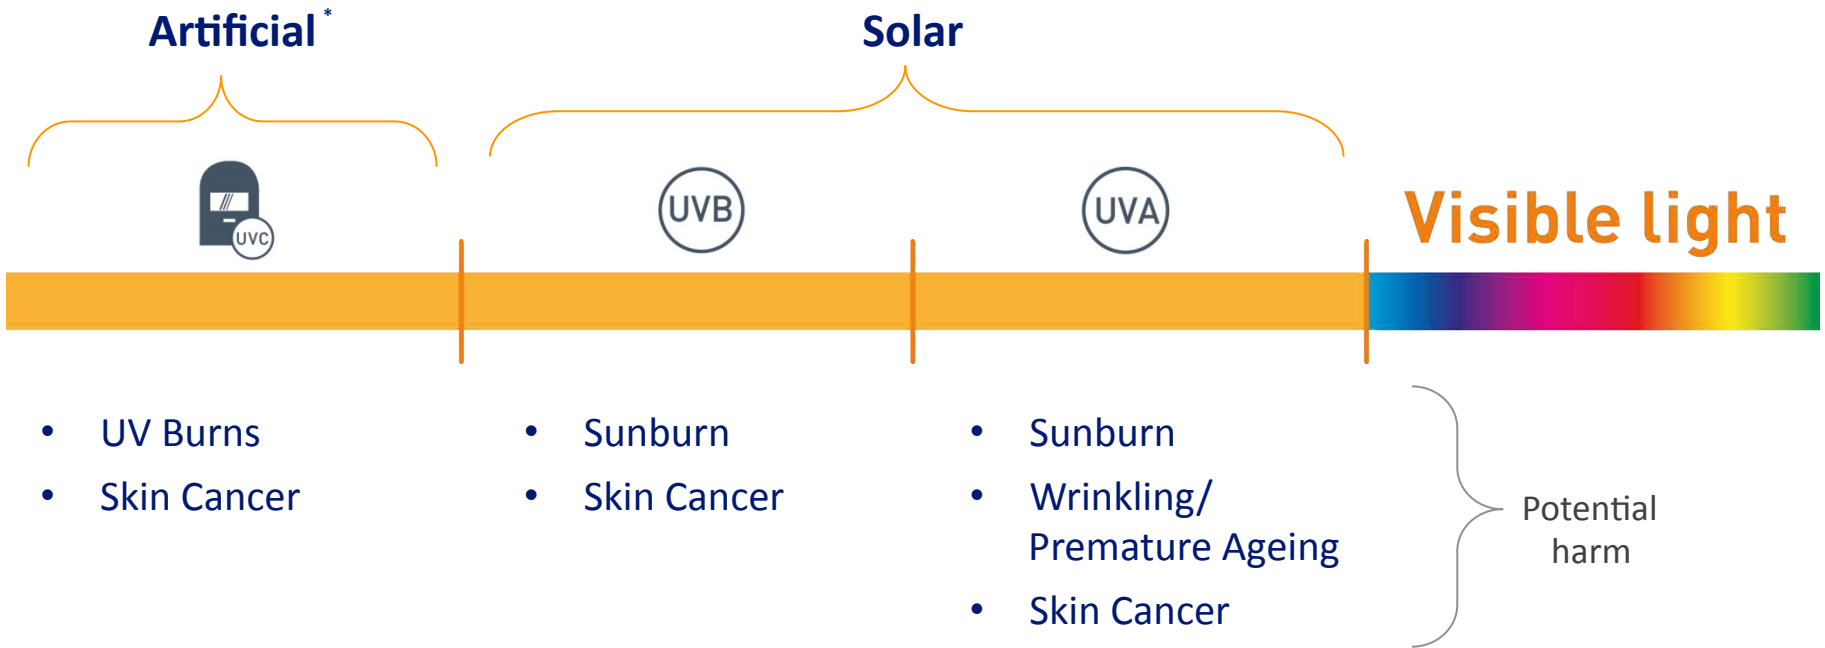 Artificial *
Solar
UVC
UVB
UVA
Visible light
• UV Burns
• Skin Cancer
• Sunburn
• Skin Cancer
• Sunburn
• Wrinkling/
Premature Ageing
• Skin Cancer
Potential
harm